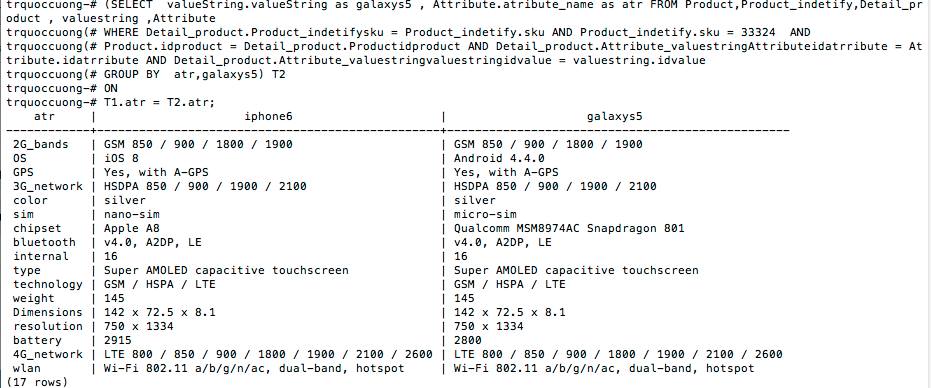 trquoccuong(# (SELECT  valueString.valueString as galaxys5 , Attribute.atribute_name as atr FROM Product,Product_indetify,Detail_pr
oduct , valuestring ,Attribute
trquoccuong(# WHERE Detail_product.Product_indetifysku = Product_indetify.sku AND Product_indetify.sku = 33324  AND
trquoccuong(# Product.idproduct = Detail_product.Productidproduct AND Detail_product.Attribute_valuestringAttributeidatrribute = At
tribute.idatrribute AND Detail_product.Attribute_valuestringvaluestringidvalue = valuestring.idvalue
trquoccuong(# GROUP BY  atr,galaxys5) T2
trquoccuong-# ON
trquoccuong-# T1.atr = T2.atr;
atr | iphone6 | galaxys5
2G_bands | GSM 850 / 900 / 1800 / 1900 | GSM 850 / 900 / 1800 / 1900
OS | iOS 8 | Android 4.4.0
GPS | Yes, with A-GPS | Yes, with A-GPS
3G_network | HSDPA 850 / 900 / 1900 / 2100 | HSDPA 850 / 900 / 1900 / 2100
color | silver | silver
sim | nano-sim | micro-sim
chipset | Apple A8 | Qualcomm MSM8974AC Snapdragon 801
bluetooth | v4.0, A2DP, LE | v4.0, A2DP, LE
internal | 16 | 16
type | Super AMOLED capacitive touchscreen | Super AMOLED capacitive touchscreen
technology | GSM / HSPA / LTE | GSM / HSPA / LTE
weight | 145 | 145
Dimensions | 142 x 72.5 x 8.1 | 142 x 72.5 x 8.1
resolution | 750 x 1334 | 750 x 1334
battery | 2915 | 2800
4G_network | LTE 800 / 850 / 900 / 1800 / 1900 / 2100 / 2600 | LTE 800 / 850 / 900 / 1800 / 1900 / 2100 / 2600
wlan | Wi-Fi 802.11 a/b/g/n/ac, dual-band, hotspot | Wi-Fi 802.11 a/b/g/n/ac, dual-band, hotspot
(17 rows)